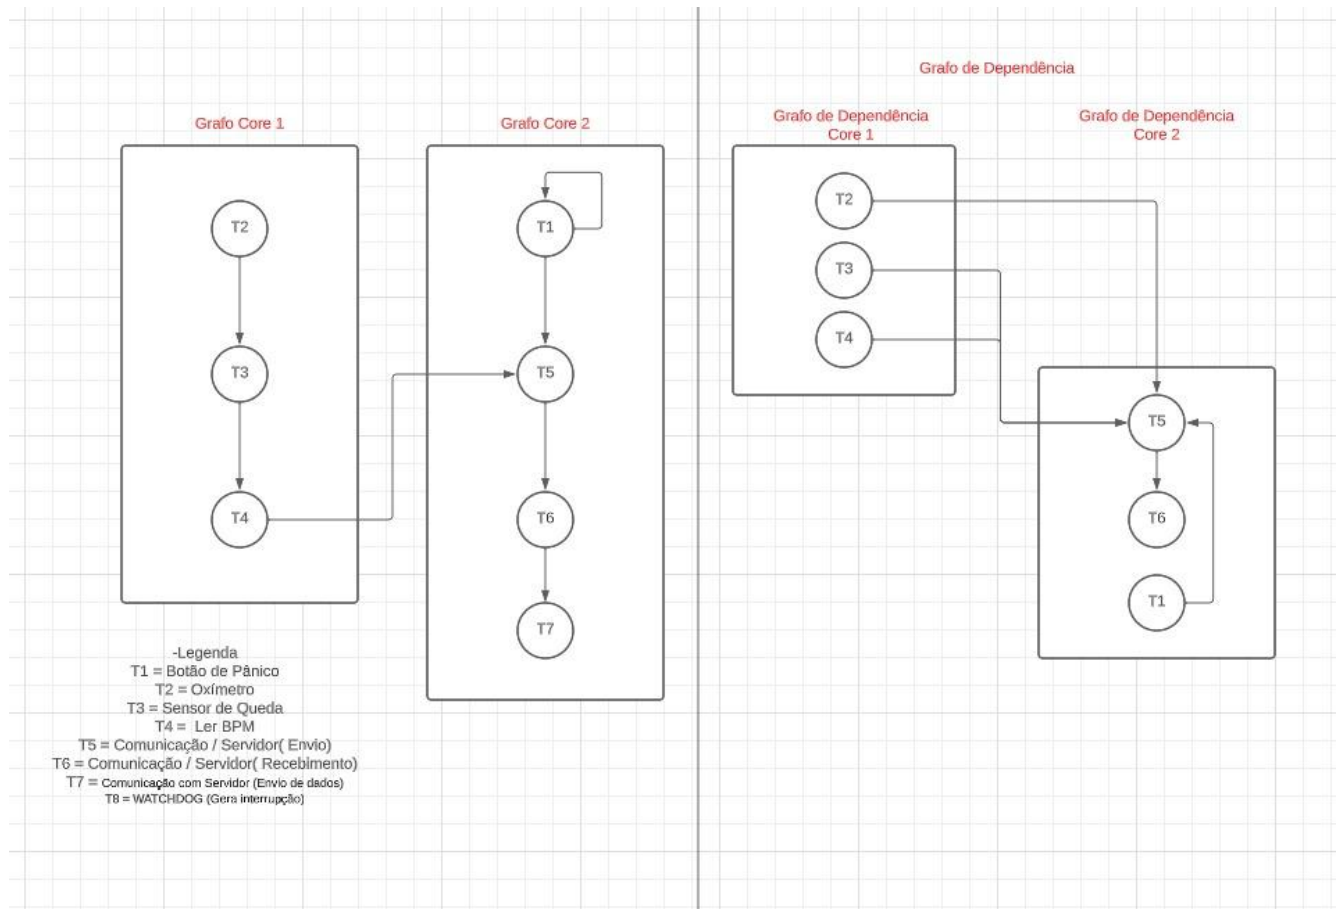 Grafo de Dependência
Grafo Core 1
Grafo Core 2
Grafo de Dependência
Core 1
Grafo de Dependência
Core 2
T2
T3
T4
T1
T5
T6
T7
T2
T3
T4
T5
T6
T1
-Legenda
T1 = Botão de Pânico
T2 = Oxímetro
T3 = Sensor de Queda
T4 = Ler BPM
T5 = Comunicação / Servidor( Envio)
T6 = Comunicação / Servidor( Recebimento)
T7 = Comunicação com Servidor (Envio de dados)
T8 = WATCHDOG (Gera interrupção)